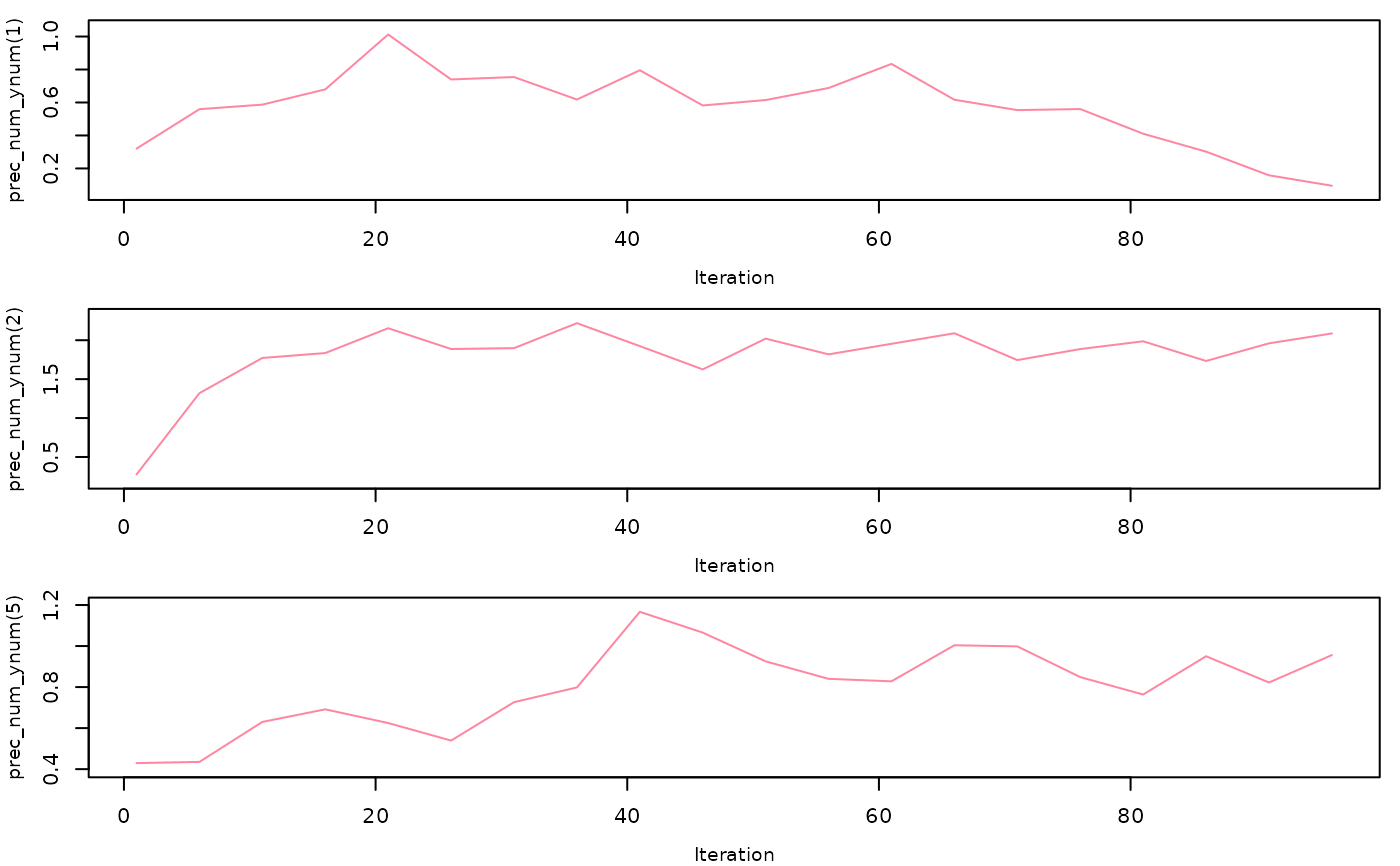 prec_num_ynum(1)
1.0
0.6
0.2
0 20 40 60 80
Iteration
prec_num_ynum(2)
1.5
0.5
0 20 40 60 80
Iteration
prec_num_ynum(5)
1.2
0.8
0.4
0 20 40 60 80
Iteration